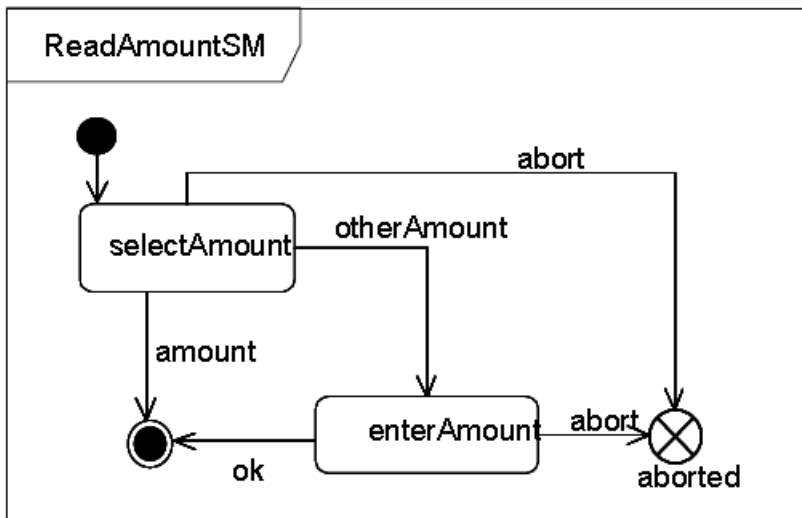 ReadAmountSM
abort
selectAmount
otherAmount
amount
enterAmount
abort
ok
aborted